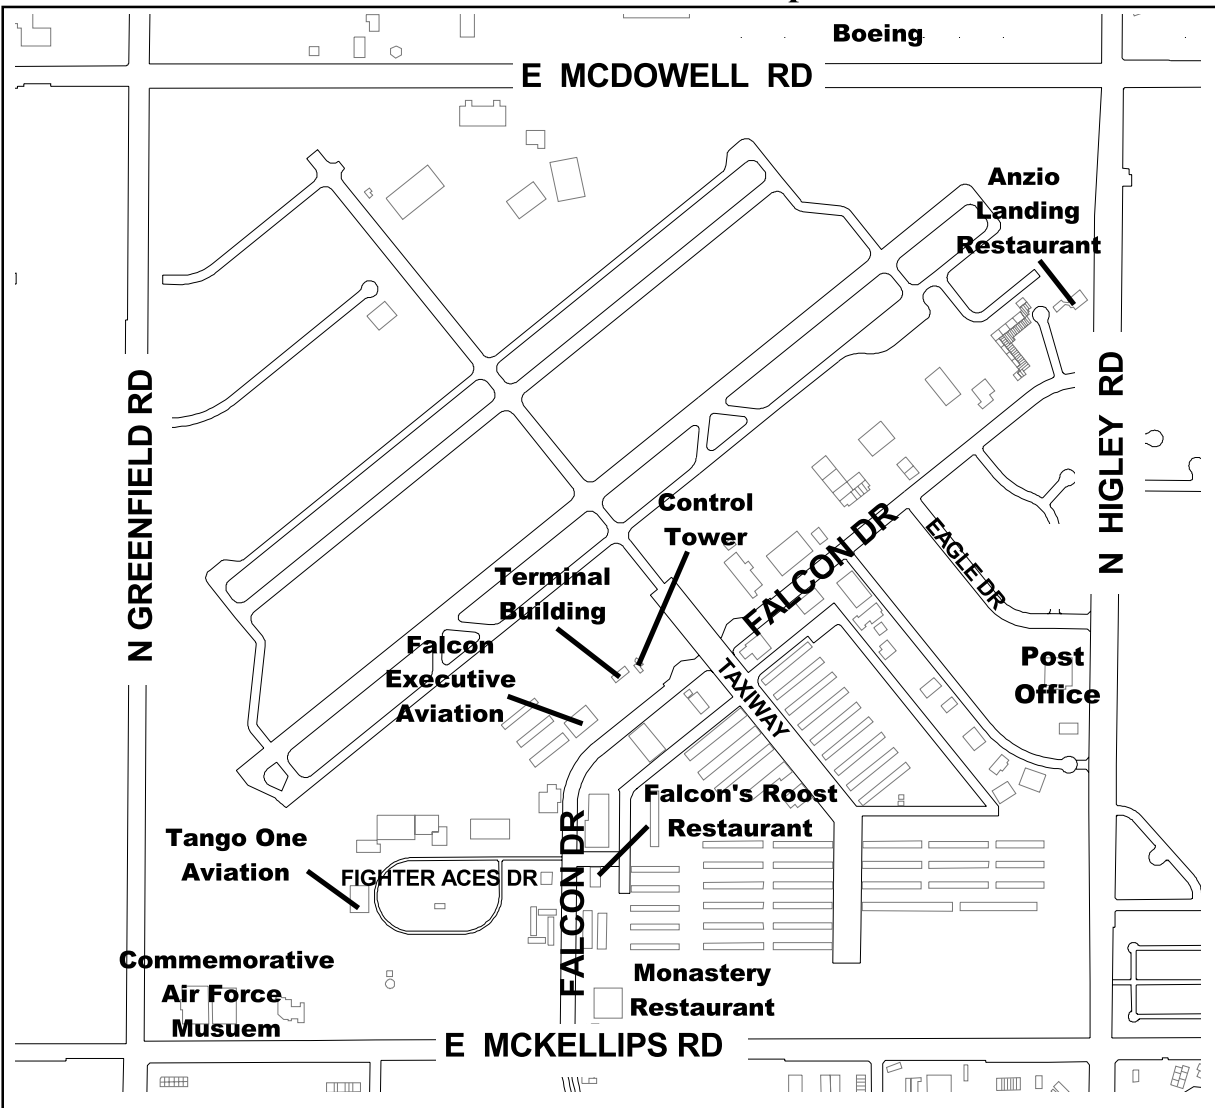 Boeing
E MCDOWELL RD
Anzio
Landing
Restaurant
N GREENFIELD RD
N HIGLEY RD
Control
Tower
FALCON DR
EAGLE DR
Terminal
Building
Falcon
Executive
Aviation
TAXIWAY
Post
Office
Falcon's Roost
Restaurant
Tango One
Aviation
FIGHTER ACES DR
FALCON DR
Commemorative
Air Force
Musuem
Monastery
Restaurant
E MCKELLIPS RD